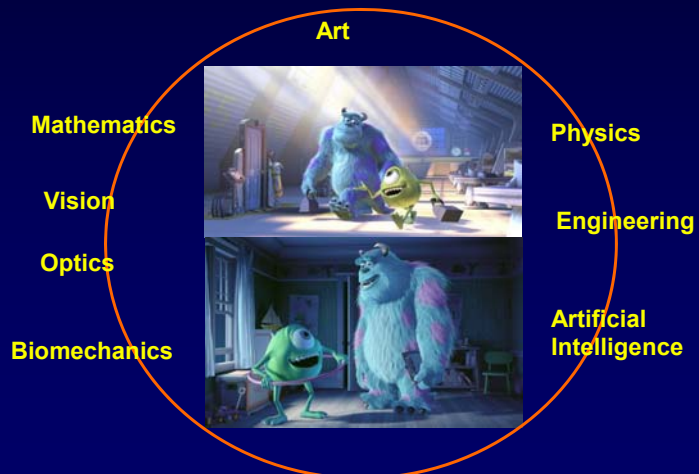 Art
Mathematics
Physics
Vision
Engineering
Optics
Artificial
Intelligence
Biomechanics